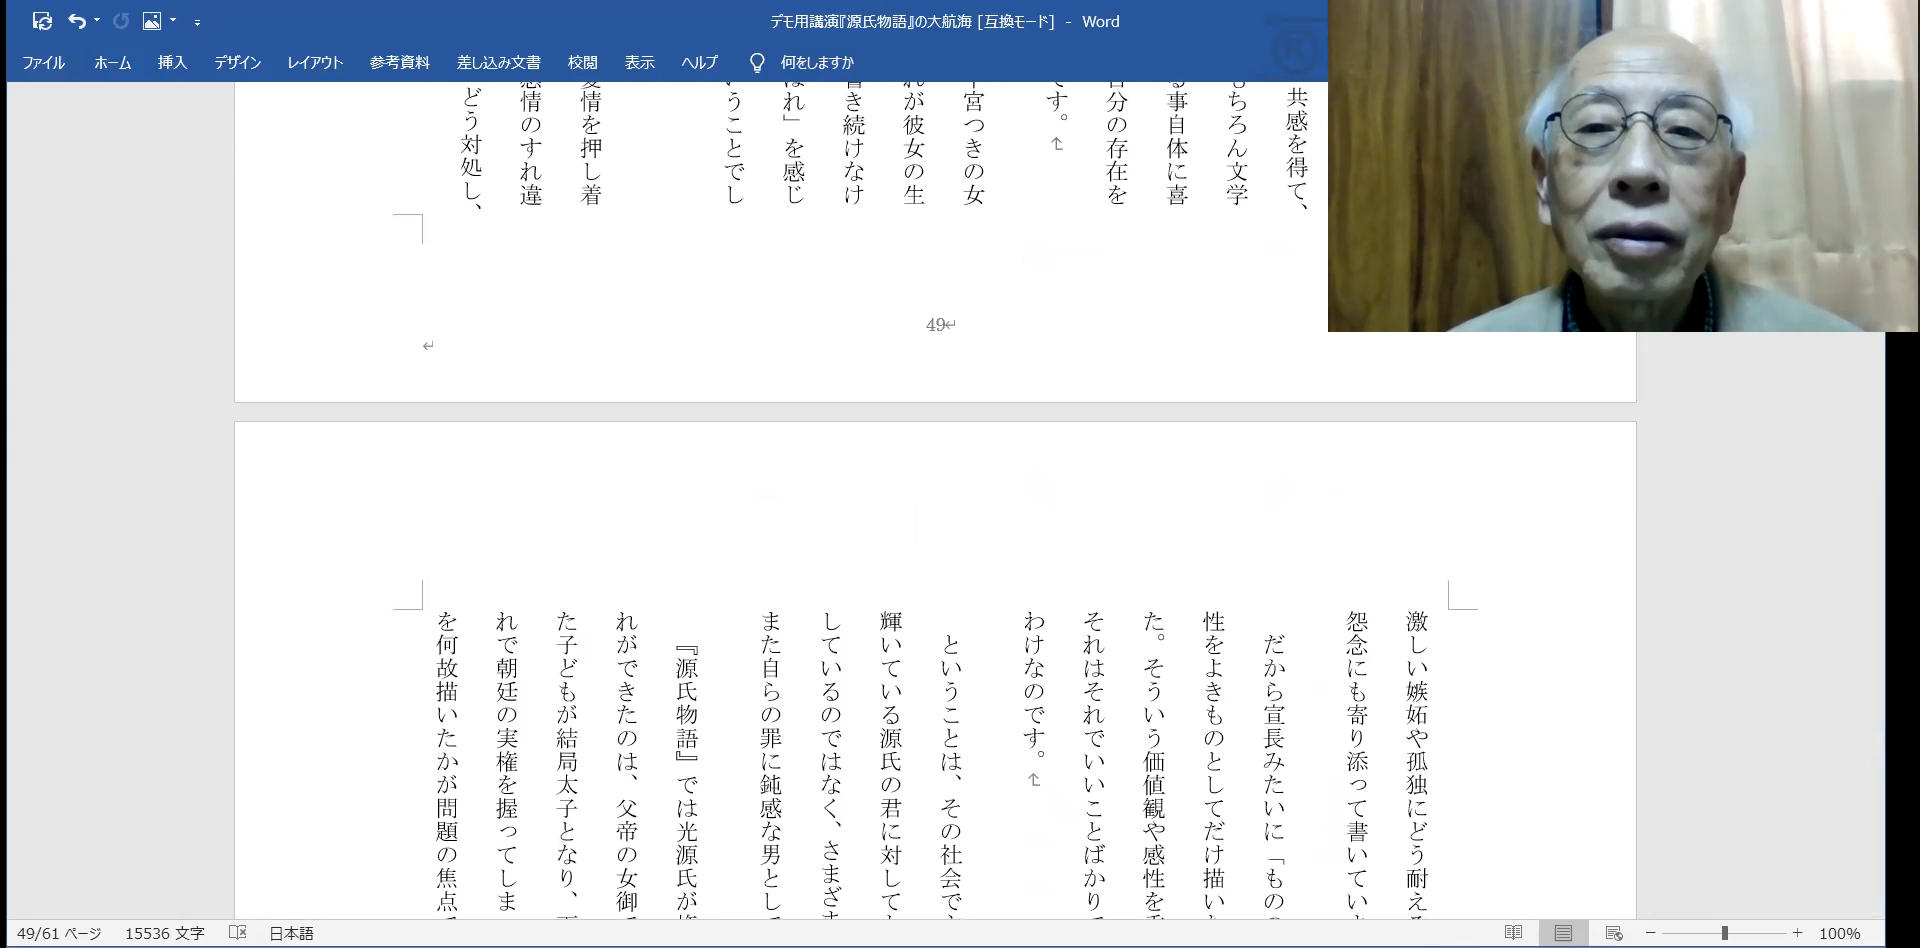 デモ用講演『源氏物語』の大航海 [互換モード] - Word
ファイル ホーム 挿入 デザイン レイアウト 参考資料 差し込み文書 校閲 表示 ヘルプ 何をしますか
共感を得て、
もちろん文学
る事自体に喜
自分の存在を
です。
中宮つきの女
れが彼女の生
書き続けなけ
はれ」を感じ
いうことでし
愛情を押し着
感情のすれ違
どう対処し、
49
激しい嫉妬や孤独にどう耐える
怨念にも寄り添って書いていま
だから宣長みたいに「ものの
性をよきものとしてだけ描いた
た。そういう価値観や感性を
それはそれでいいことばかりで
わけなのです。
ということは、その社会で
輝いている源氏の君に対しても
しているのではなく、さまざま
また自らの罪に鈍感な男として
『源氏物語』では光源氏が
れができたのは、父帝の女御
た子どもが結局太子となり、
れで朝廷の実権を握ってしま
を何故描いたかが問題の焦点
49/61 ページ 15536 文字 日本語 100%